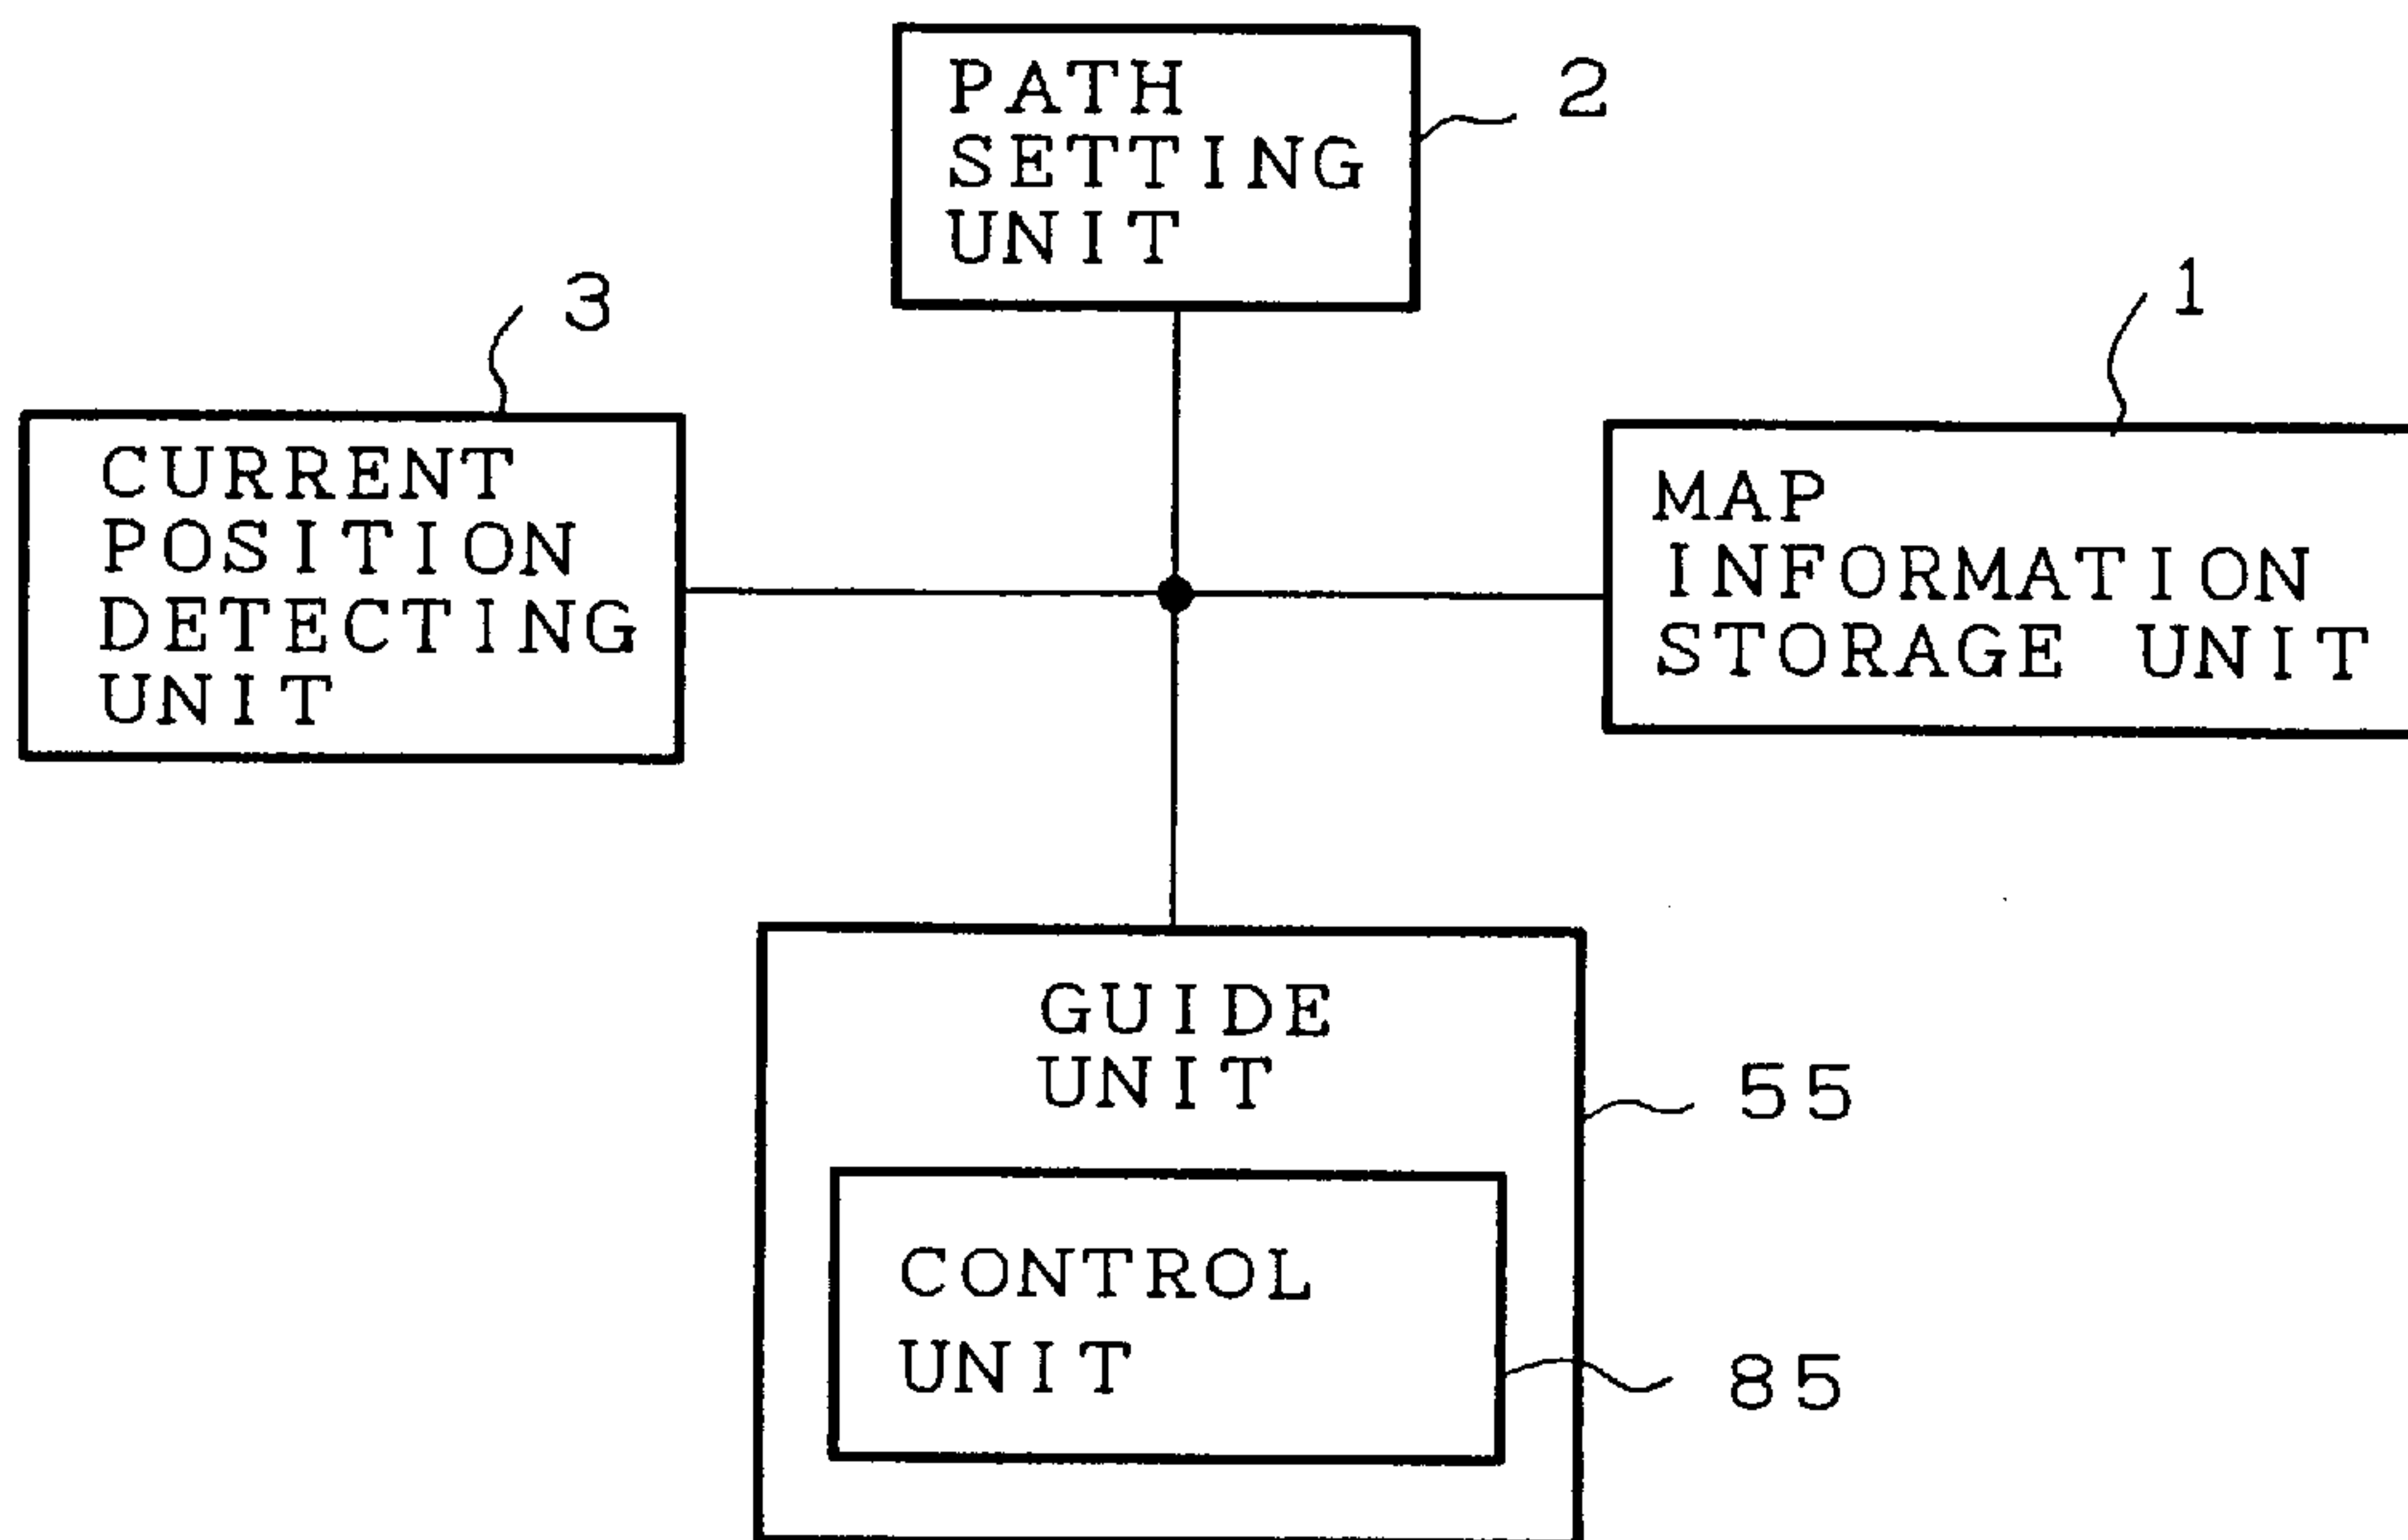 PATH
SETTING
UNIT
2
3
1
CURRENT
POSITION
DETECTING
UNIT
MAP
INFORMATION
STORAGE UNIT
GUIDE
UNIT
55
CONTROL
UNIT
85